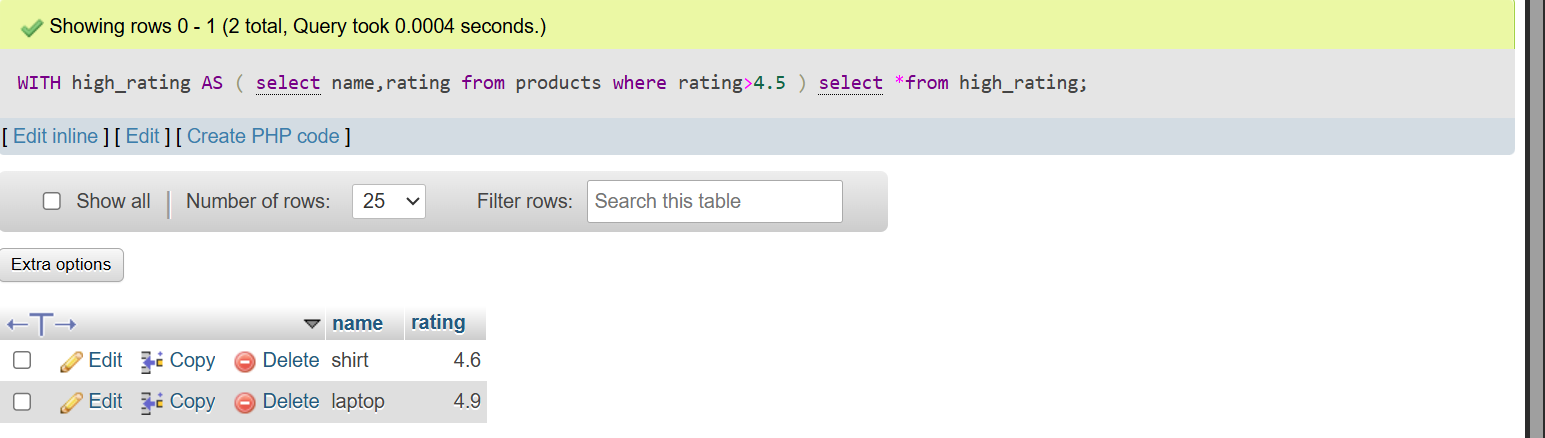 Showing rows 0 - 1 (2 total, Query took 0.0004 seconds.)
WITH high_rating AS ( select name,rating from products where rating>4.5 ) select *from high_rating;
[ Edit inline ] [ Edit ] [ Create PHP code ]
Show all | Number of rows: 25 Filter rows: Search this table
Extra options
←T→ name rating
Edit Copy Delete shirt 4.6
Edit Copy Delete laptop 4.9